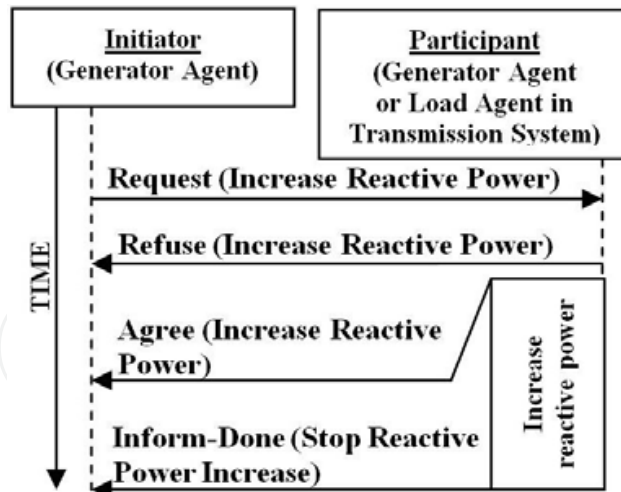 Initiator
(Generator Agent)
Participant
(Generator Agent
or Load Agent in
Transmission System)
Request (Increase Reactive Power)
Refuse (Increase Reactive Power)
TIME
Agree (Increase Reactive
Power)
Increase
reactive power
Inform-Done (Stop Reactive
Power Increase)